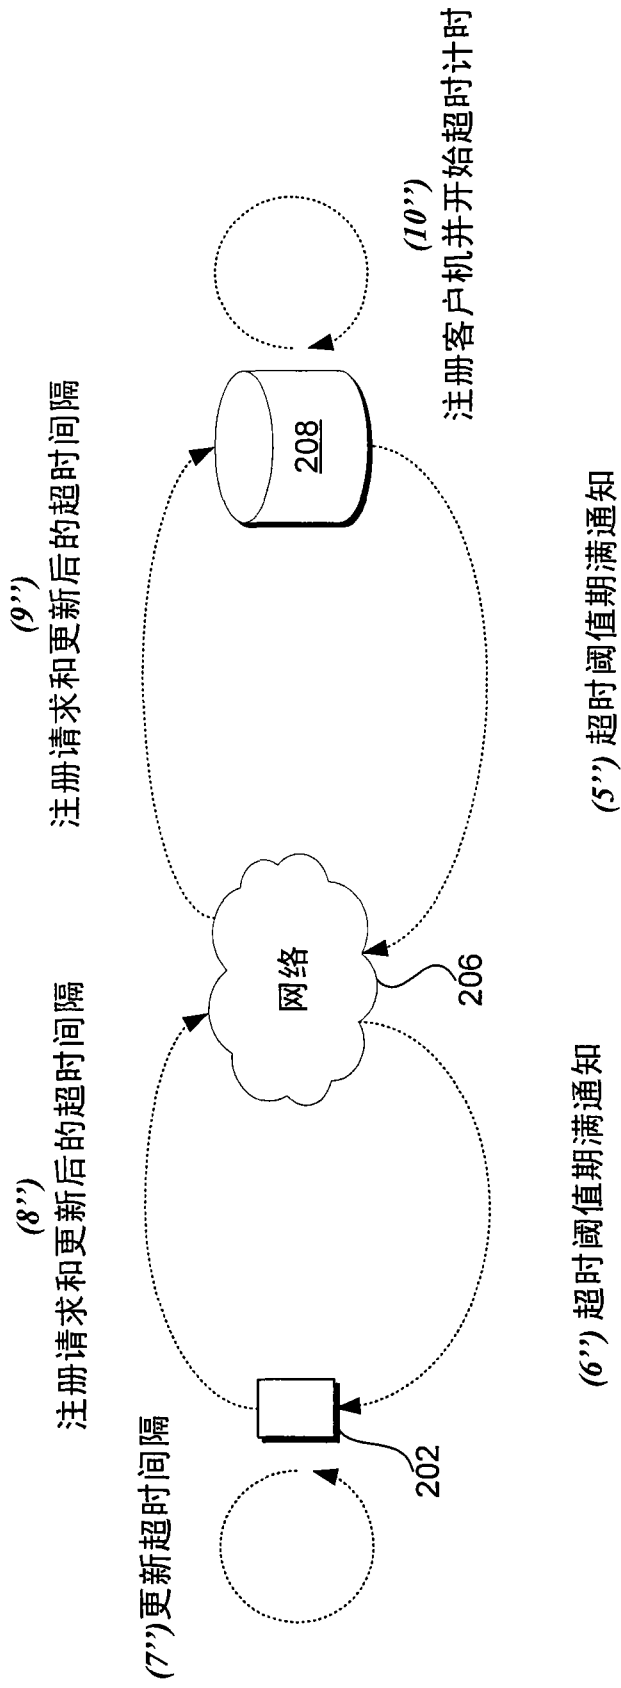 (8’’)
注册请求和更新后的超时间隔
(9’’)
注册请求和更新后的超时间隔
(7’’)更新超时间隔
202
网络
206
208
(10’’)
注册客户机并开始超时计时
(6’’) 超时阈值期满通知
(5’’) 超时阈值期满通知